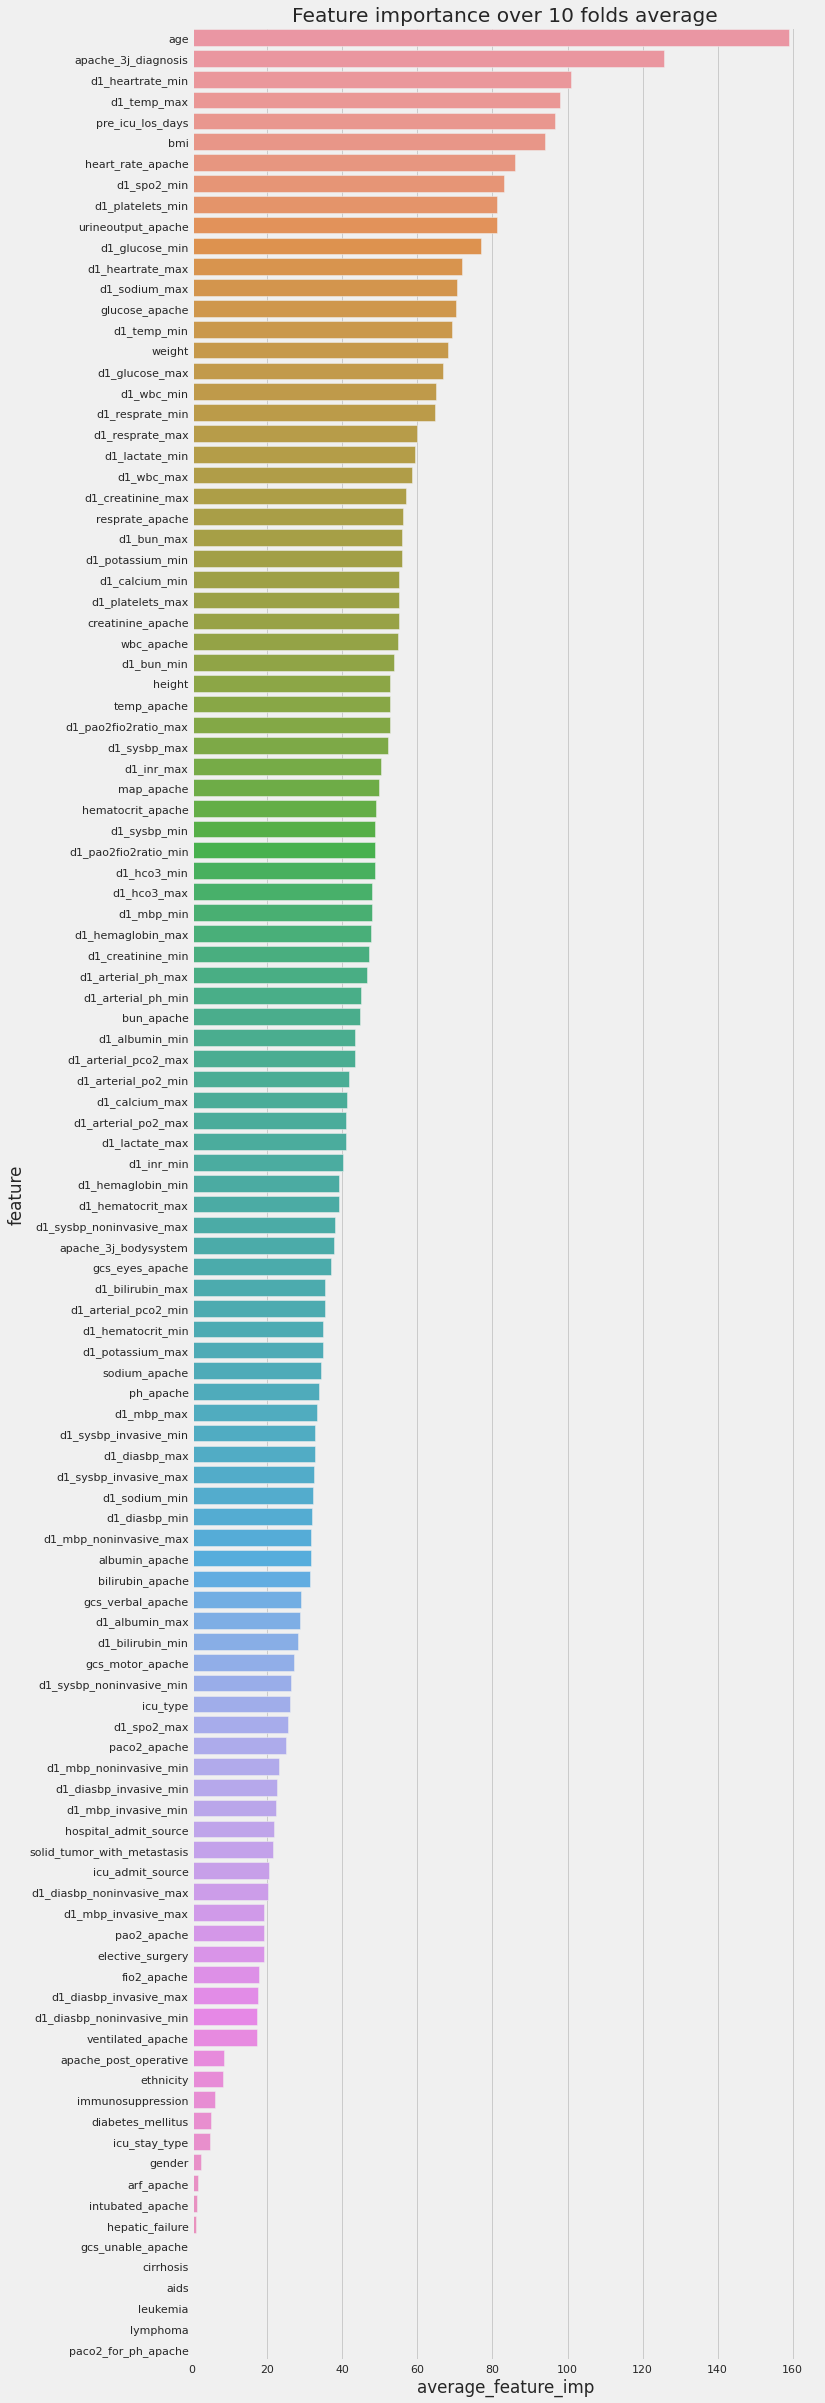 Feature importance over 10 folds average
age
apache_3j_diagnosis
d1_heartrate_min
d1_temp_max
pre_icu_los_days
bmi
heart_rate_apache
d1_spo2_min
d1_platelets_min
urineoutput_apache
d1_glucose_min
d1_heartrate_max
d1_sodium_max
glucose_apache
d1_temp_min
weight
d1_glucose_max
d1_wbc_min
d1_resprate_min
d1_resprate_max
d1_lactate_min
d1_wbc_max
d1_creatinine_max
resprate_apache
d1_bun_max
d1_potassium_min
d1_calcium_min
d1_platelets_max
creatinine_apache
wbc_apache
d1_bun_min
height
temp_apache
d1_pao2fio2ratio_max
d1_sysbp_max
d1_inr_max
map_apache
hematocrit_apache
d1_sysbp_min
d1_pao2fio2ratio_min
d1_hco3_min
d1_hco3_max
d1_mbp_min
d1_hemaglobin_max
d1_creatinine_min
d1_arterial_ph_max
d1_arterial_ph_min
bun_apache
d1_albumin_min
d1_arterial_pco2_max
d1_arterial_po2_min
d1_calcium_max
d1_arterial_po2_max
d1_lactate_max
d1_inr_min
d1_hemaglobin_min
feature
d1_hematocrit_max
d1_sysbp_noninvasive_max
apache_3j_bodysystem
gcs_eyes_apache
d1_bilirubin_max
d1_arterial_pco2_min
d1_hematocrit_min
d1_potassium_max
sodium_apache
ph_apache
d1_mbp_max
d1_sysbp_invasive_min
d1_diasbp_max
d1_sysbp_invasive_max
d1_sodium_min
d1_diasbp_min
d1_mbp_noninvasive_max
albumin_apache
bilirubin_apache
gcs_verbal_apache
d1_albumin_max
d1_bilirubin_min
gcs_motor_apache
d1_sysbp_noninvasive_min
icu_type
d1_spo2_max
paco2_apache
d1_mbp_noninvasive_min
d1_diasbp_invasive_min
d1_mbp_invasive_min
hospital_admit_source
solid_tumor_with_metastasis
icu_admit_source
d1_diasbp_noninvasive_max
d1_mbp_invasive_max
pao2_apache
elective_surgery
fio2_apache
d1_diasbp_invasive_max
d1_diasbp_noninvasive_min
ventilated_apache
apache_post_operative
ethnicity
immunosuppression
diabetes_mellitus
icu_stay_type
gender
arf_apache
intubated_apache
hepatic_failure
gcs_unable_apache
cirrhosis
aids
leukemia
lymphoma
paco2_for_ph_apache
0 20 40 60 80 100 120 140 160
average_feature_imp